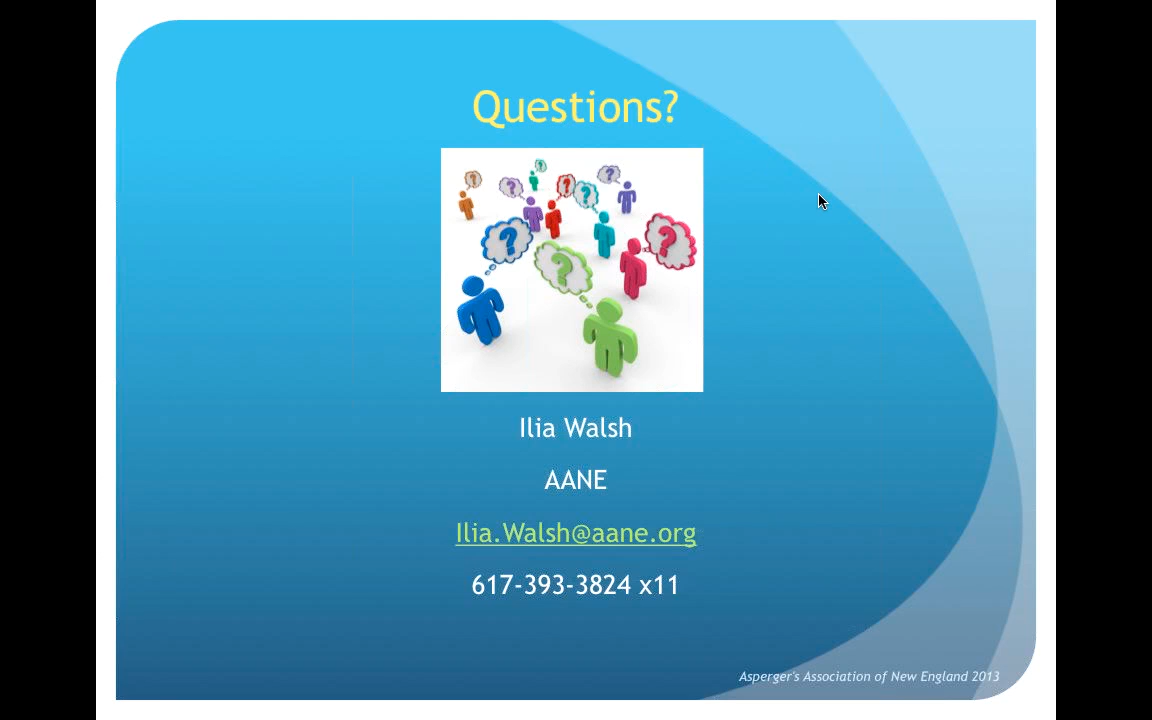 Questions?
Ilia Walsh
AANE
Ilia.Walsh@aane.org
617-393-3824 x11
Asperger's Association of New England 2013